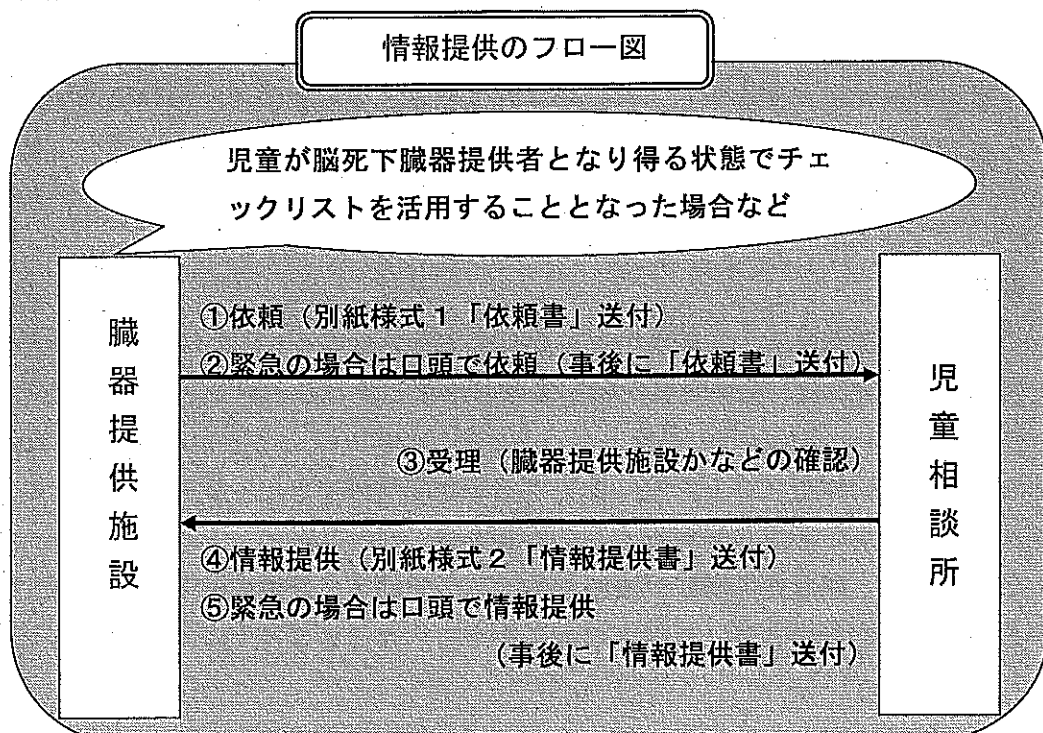 情報提供のフロー図
児童が脳死下臓器提供者となり得る状態でチェ
ックリストを活用することとなった場合など
臓器提供施設
①依頼（別紙様式１「依頼書」送付）
②緊急の場合は口頭で依頼（事後に「依頼書」送付）
③受理（臓器提供施設かなどの確認）
④情報提供（別紙様式２「情報提供書」送付）
⑤緊急の場合は口頭で情報提供
（事後に「情報提供書」送付）
児童相談所